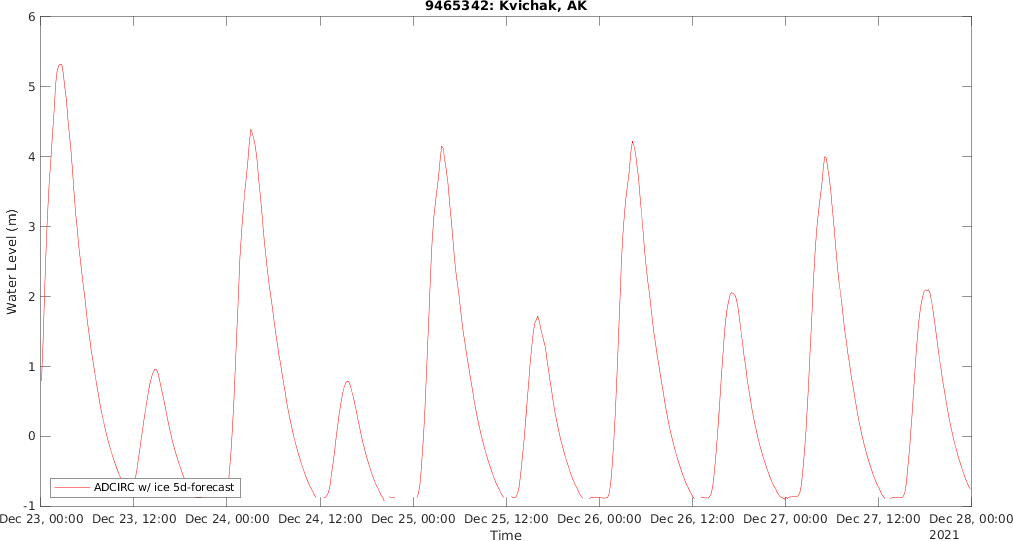 9465342: Kvichak, AK
6
5
4
3
2
1
0
-1
Water Level (m)
ADCIRC w/ ice 5d-forecast
Dec 23, 00:00 Dec 23, 12:00 Dec 24, 00:00 Dec 24, 12:00 Dec 25, 00:00 Dec 25, 12:00 Dec 26, 00:00 Dec 26, 12:00 Dec 27, 00:00 Dec 27, 12:00 Dec 28, 00:00
Time
2021